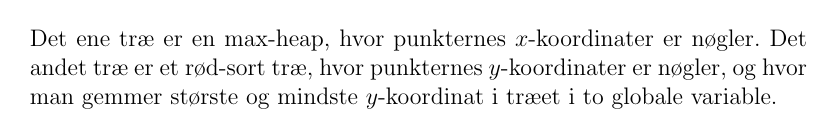 Det ene træ er en max-heap, hvor punkternes x-koordinater er nøgler. Det
andet træ er et rød-sort træ, hvor punkternes y-koordinater er nøgler, og hvor
man gemmer største og mindste y-koordinat i træet i to globale variable.